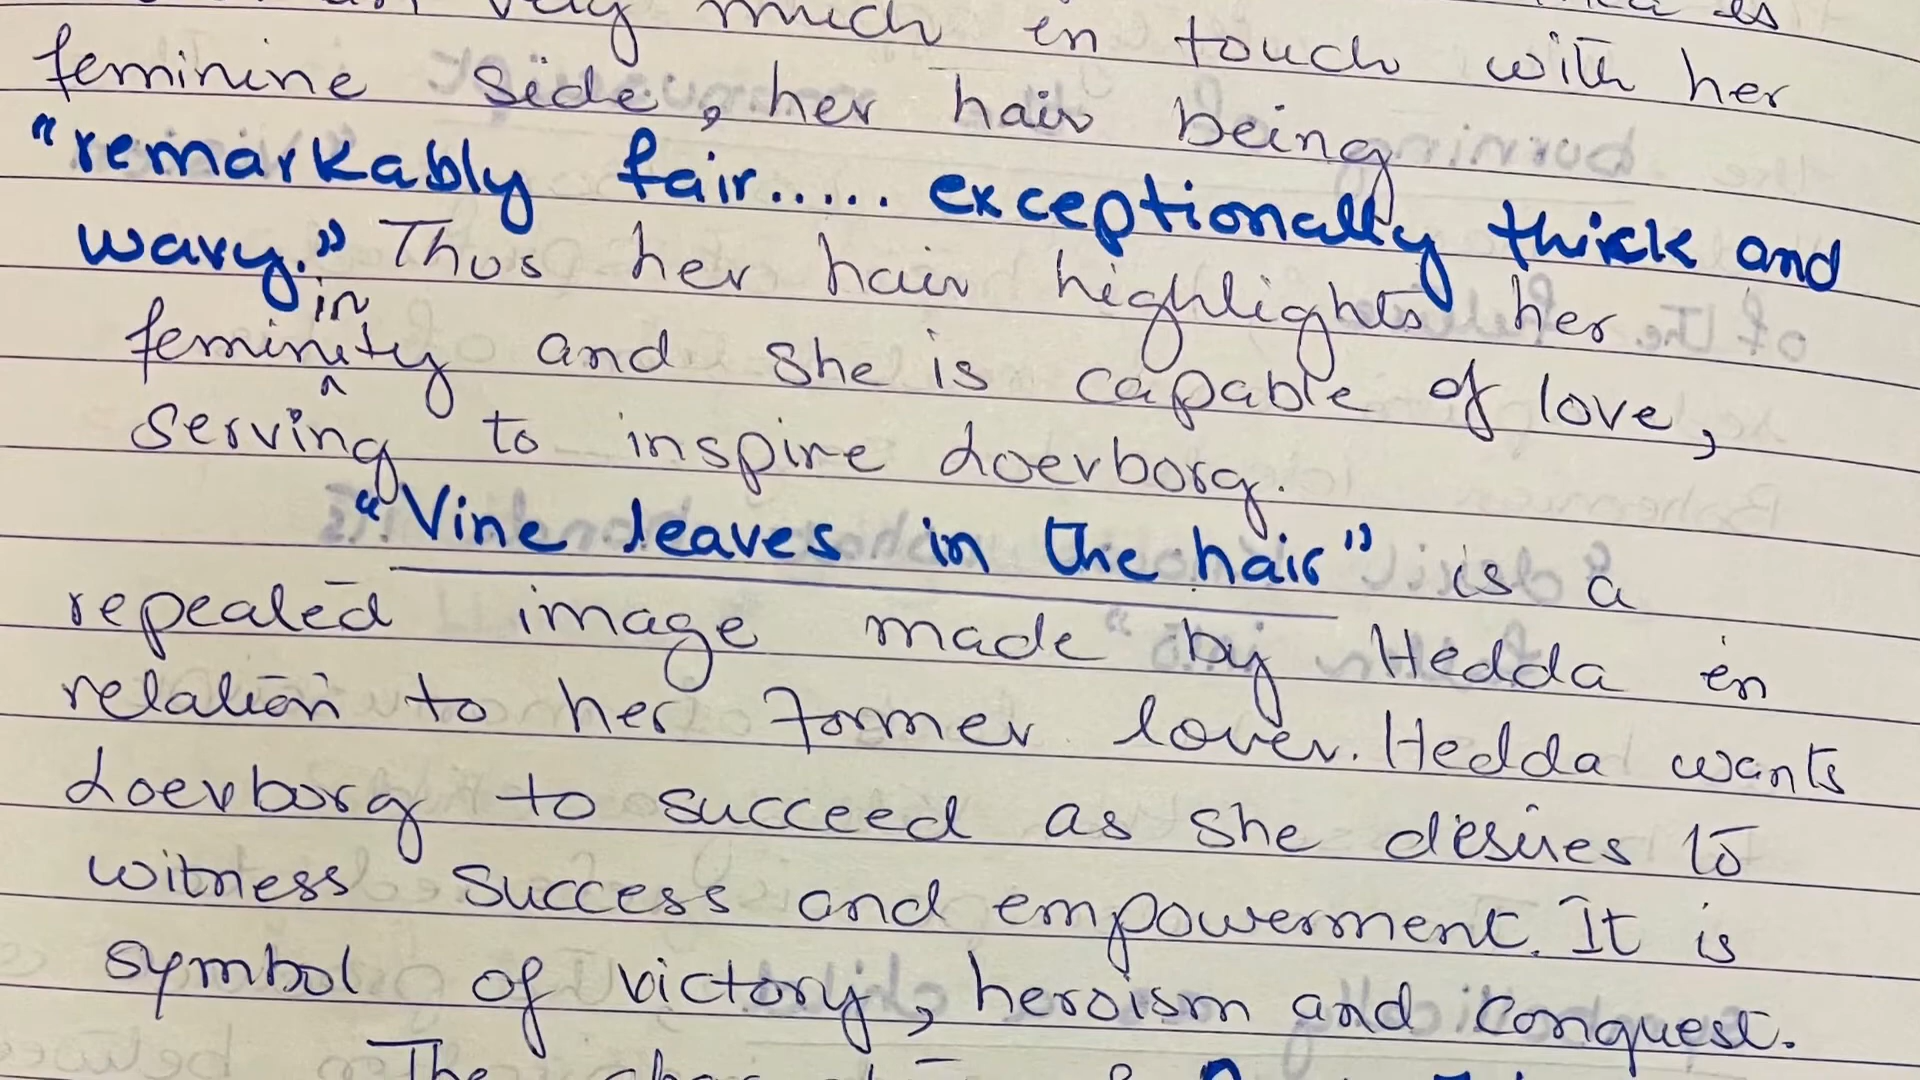 very much in touch with her
feminine side, her hair being
"remarkably fair..... exceptionally thick and
wavy." Thus her hair highlights her
femininity and she is capable of love,
serving to inspire Loevborg.
"Vine leaves in the hair" is a
repeated image made by Hedda in
relation to her former lover. Hedda wants
Loevborg to succeed as she desires to
witness success and empowerment. It is
symbol of victory, heroism and conquest.
The